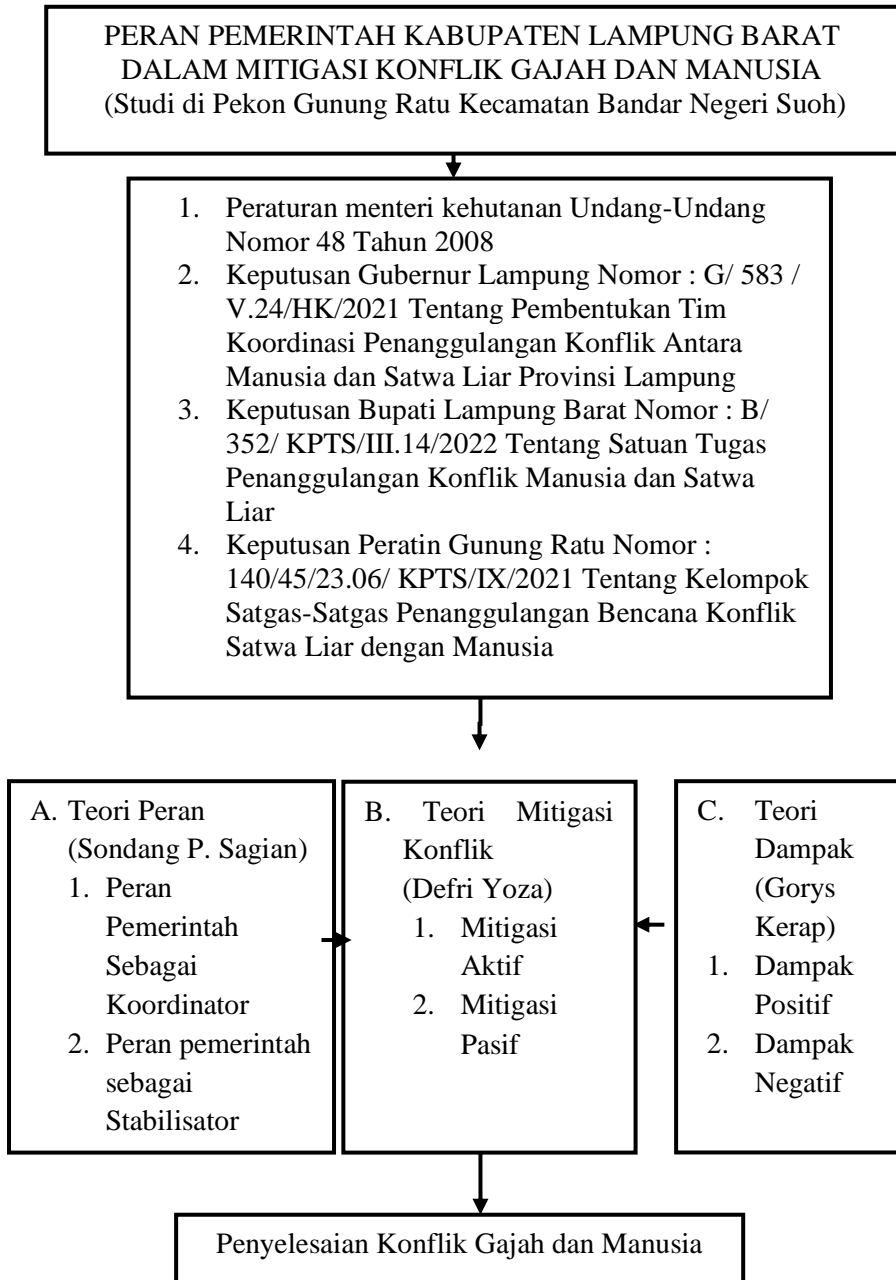 PERAN PEMERINTAH KABUPATEN LAMPUNG BARAT
DALAM MITIGASI KONFLIK GAJAH DAN MANUSIA
(Studi di Pekon Gunung Ratu Kecamatan Bandar Negeri Suoh)
1. Peraturan menteri kehutanan Undang-Undang
Nomor 48 Tahun 2008
2. Keputusan Gubernur Lampung Nomor : G/ 583 /
V.24/HK/2021 Tentang Pembentukan Tim
Koordinasi Penanggulangan Konflik Antara
Manusia dan Satwa Liar Provinsi Lampung
3. Keputusan Bupati Lampung Barat Nomor : B/
352/ KPTS/III.14/2022 Tentang Satuan Tugas
Penanggulangan Konflik Manusia dan Satwa
Liar
4. Keputusan Peratin Gunung Ratu Nomor :
140/45/23.06/ KPTS/IX/2021 Tentang Kelompok
Satgas-Satgas Penanggulangan Bencana Konflik
Satwa Liar dengan Manusia
A. Teori Peran
(Sondang P. Sagian)
1. Peran
Pemerintah
Sebagai
Koordinator
2. Peran pemerintah
sebagai
Stabilisator
B. Teori Mitigasi
Konflik
(Defri Yoza)
1. Mitigasi
Aktif
2. Mitigasi
Pasif
C. Teori
Dampak
(Gorys
Kerap)
1. Dampak
Positif
2. Dampak
Negatif
Penyelesaian Konflik Gajah dan Manusia